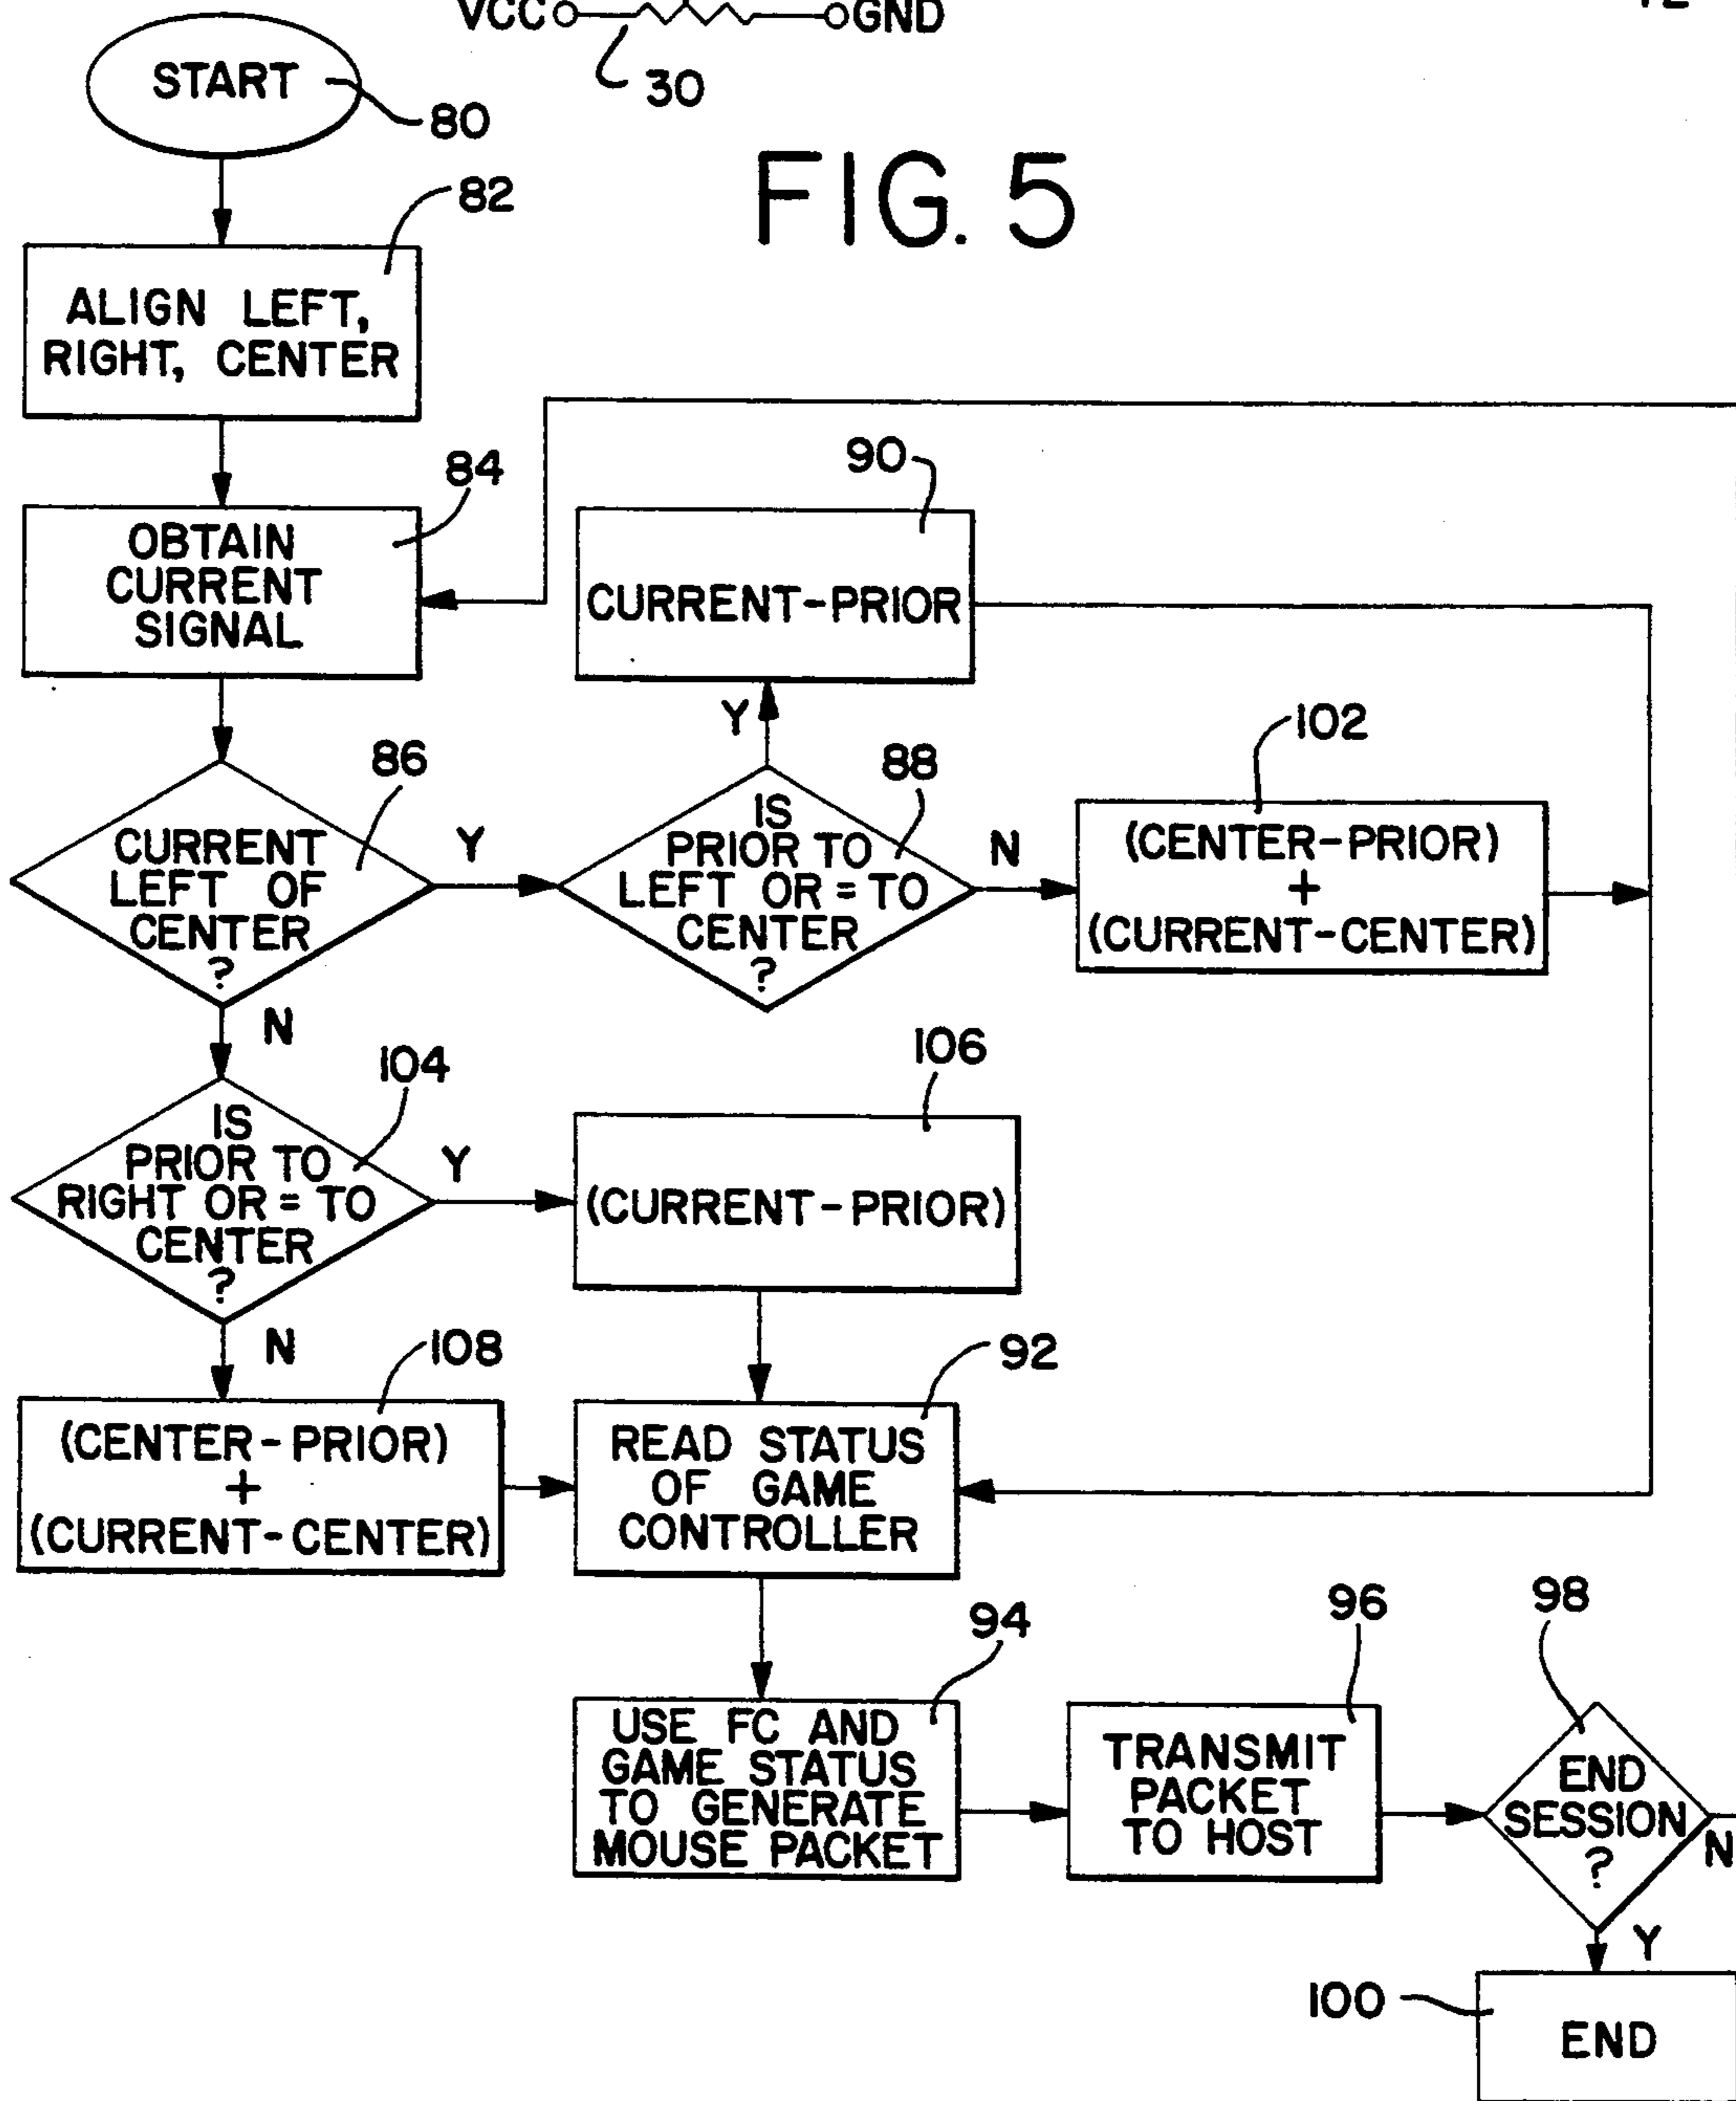 VCC GND
30
START
80
FIG. 5
82
ALIGN LEFT,
RIGHT, CENTER
84
OBTAIN
CURRENT
SIGNAL
90
CURRENT-PRIOR
Y
86
CURRENT
LEFT OF
CENTER
?
Y
88
IS
PRIOR TO
LEFT OR = TO
CENTER
?
N
102
(CENTER-PRIOR)
+
(CURRENT-CENTER)
N
104
IS
PRIOR TO
RIGHT OR = TO
CENTER
?
Y
106
(CURRENT-PRIOR)
N
108
(CENTER-PRIOR)
+
(CURRENT-CENTER)
92
READ STATUS
OF GAME
CONTROLLER
94
USE FC AND
GAME STATUS
TO GENERATE
MOUSE PACKET
96
TRANSMIT
PACKET
TO HOST
98
END
SESSION
?
N
Y
100
END